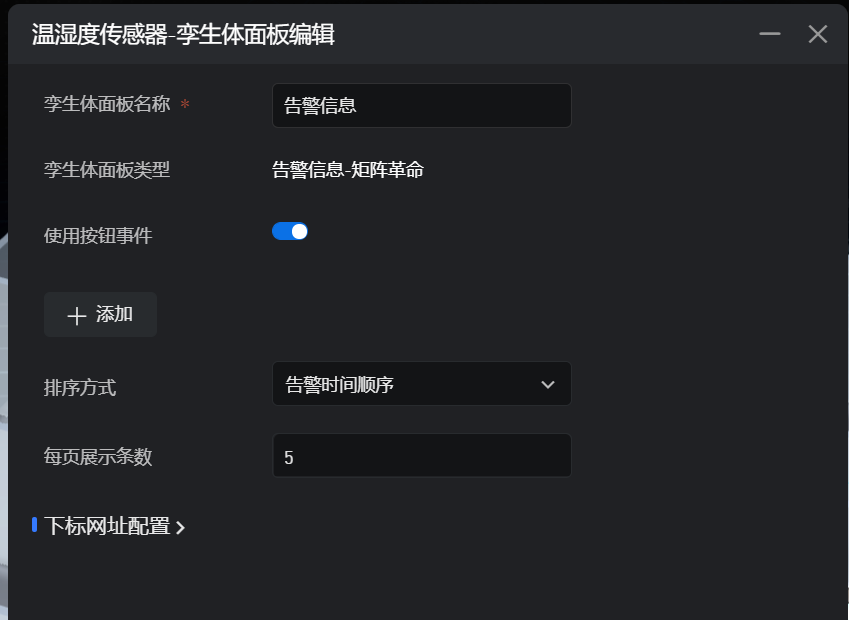 温湿度传感器-孪生体面板编辑
孪生体面板名称 *
告警信息
孪生体面板类型
告警信息-矩阵革命
使用按钮事件
添加
排序方式
告警时间顺序
每页展示条数
5
下标网址配置